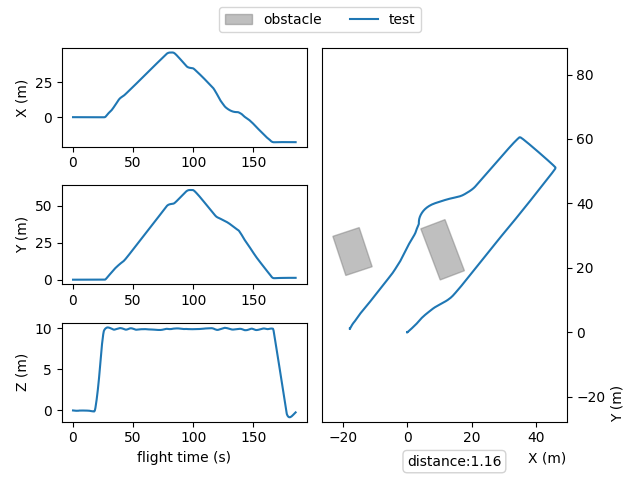 obstacle test
X (m)
25
0
0 50 100 150
Y (m)
50
25
0
0 50 100 150
Z (m)
10
5
0
0 50 100 150
flight time (s)
80
60
40
20
0
−20
Y (m)
−20 0 20 40
X (m)
distance:1.16